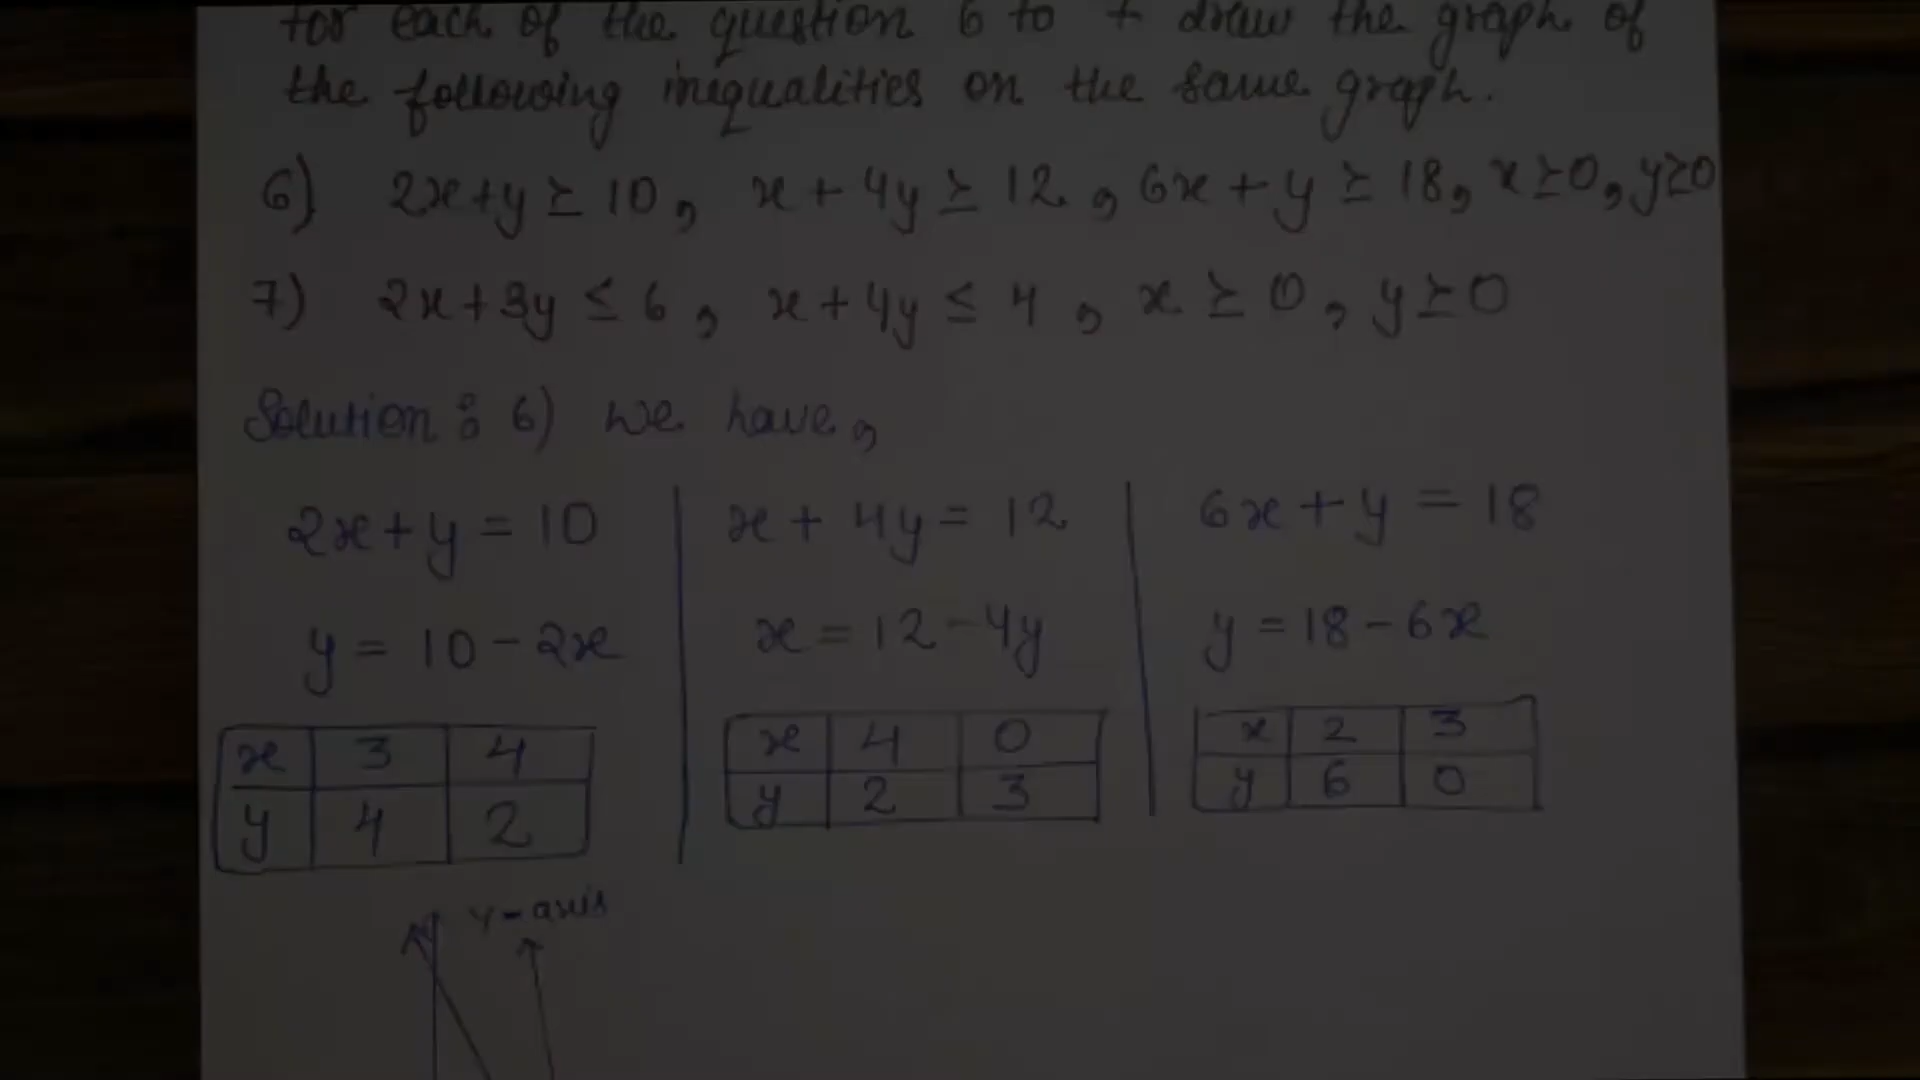 for each of the question 6 to 7 draw the graph of
the following inequalities on the same graph.
6) 2x+y ≥ 10, x + 4y ≥ 12, 6x + y ≥ 18, x ≥ 0, y ≥ 0
7) 2x+3y ≤ 6, x + 4y ≤ 4, x ≥ 0, y ≥ 0
Solution : 6) we have,
2x+y = 10 x + 4y = 12 6x + y = 18
y = 10 - 2x x = 12 - 4y y = 18 - 6x
x 3 4 x 4 0 x 2 3
y 4 2 y 2 3 y 6 0
Y-axis